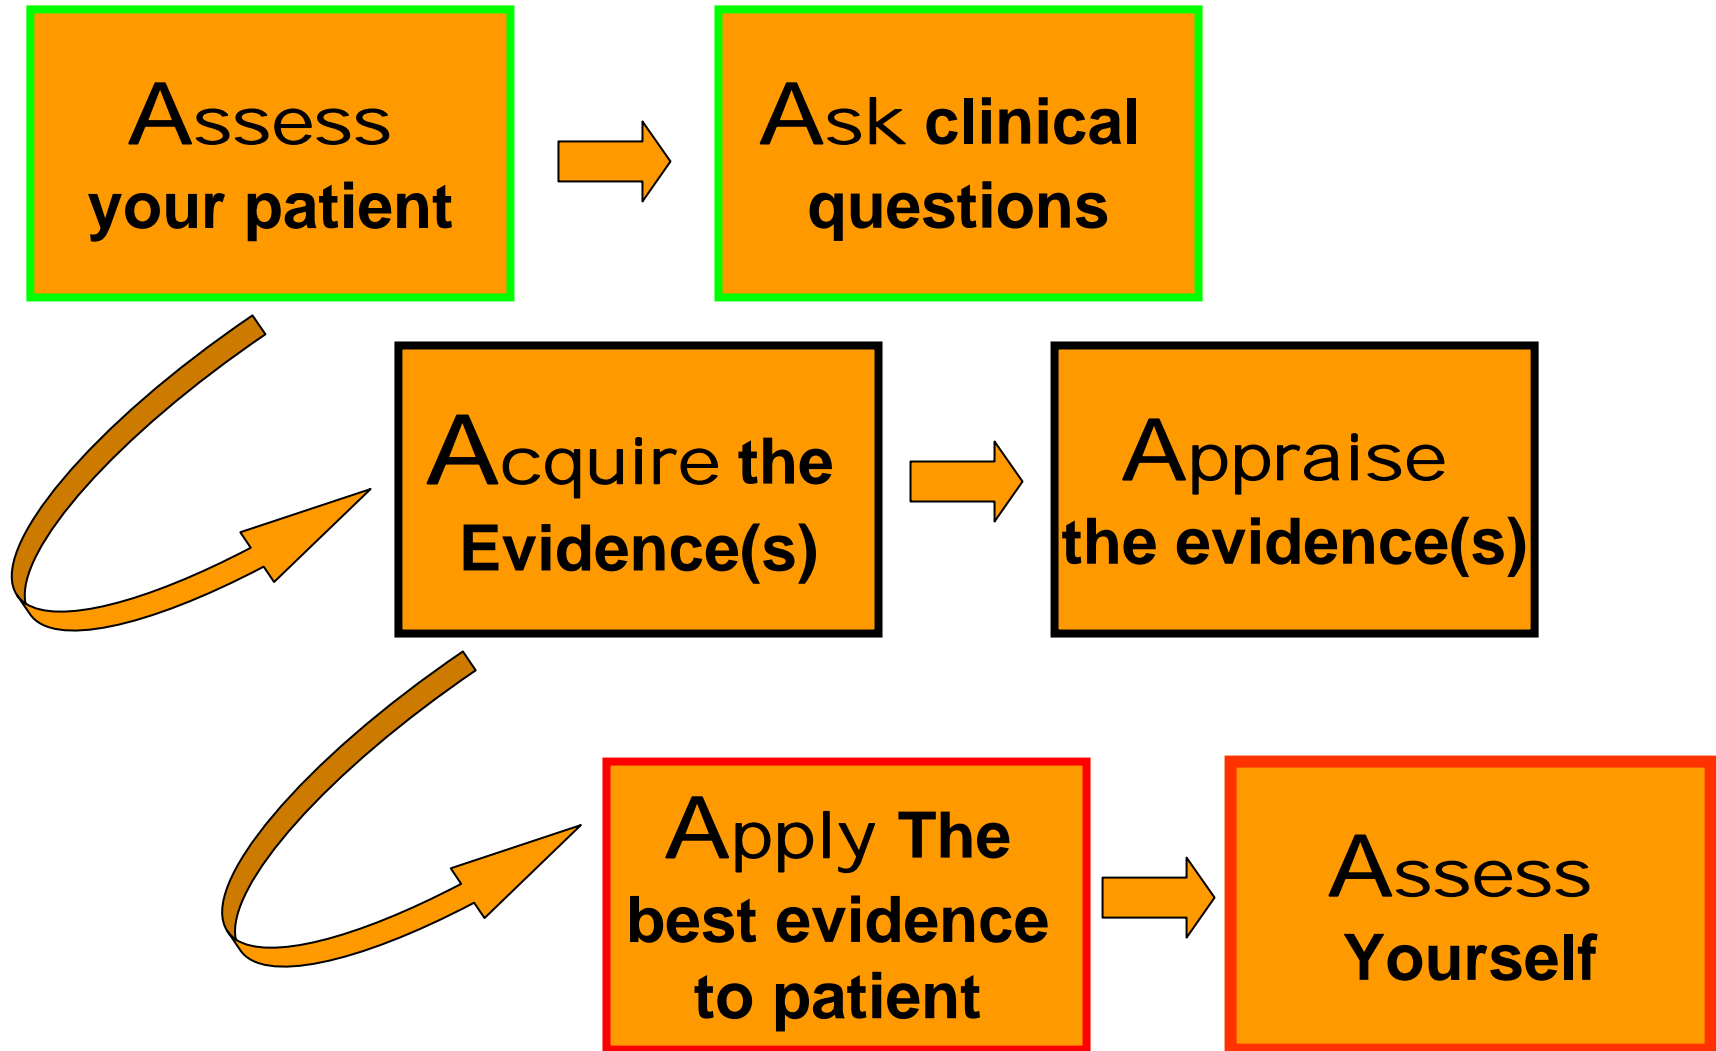 Assess
your patient
Ask clinical
questions
Acquire the
Evidence(s)
Appraise
the evidence(s)
Apply The
best evidence
to patient
Assess
Yourself